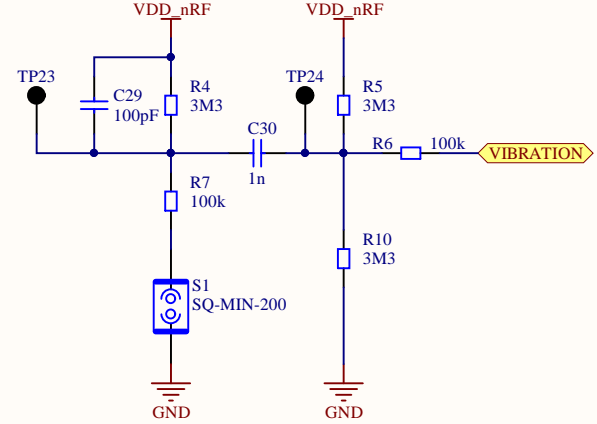 VDD_nRF
VDD_nRF
TP23
C29
100pF
R4
3M3
TP24
R5
3M3
C30
1n
R6
100k
VIBRATION
R7
100k
R10
3M3
S1
SQ-MIN-200
GND
GND